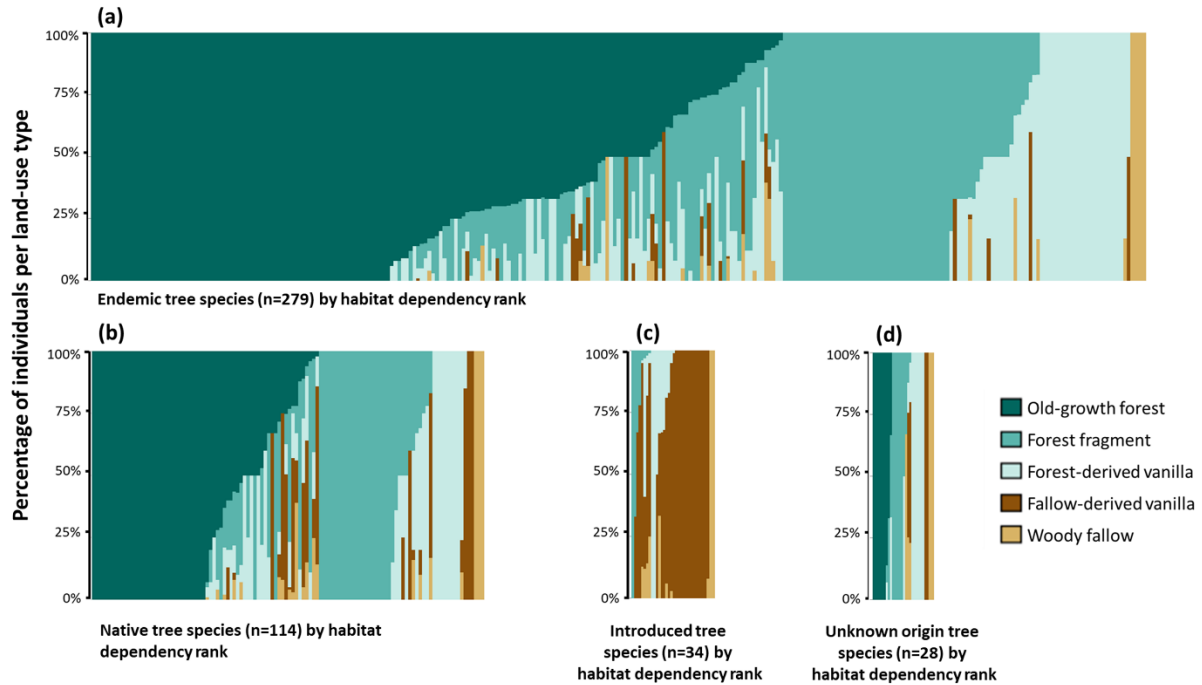 (a)
Percentage of individuals per land-use type
100%
75%
50%
25%
0%
Endemic tree species (n=279) by habitat dependency rank
(b)
100%
75%
50%
25%
0%
Native tree species (n=114) by habitat
dependency rank
(c)
100%
75%
50%
25%
0%
Introduced tree
species (n=34) by
habitat dependency rank
(d)
100%
75%
50%
25%
0%
Unknown origin tree
species (n=28) by
habitat dependency rank
Old-growth forest
Forest fragment
Forest-derived vanilla
Fallow-derived vanilla
Woody fallow